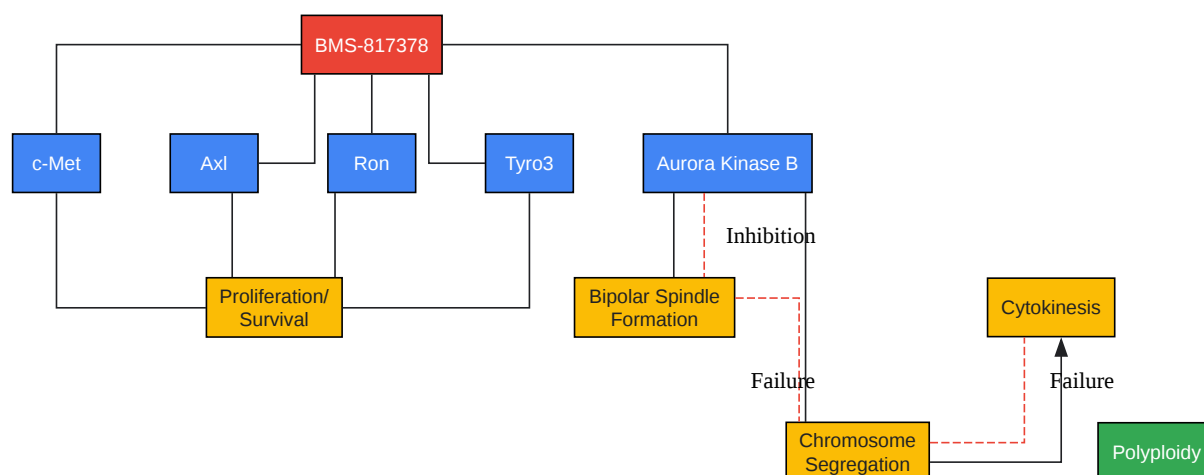 BMS-817378
c-Met
Axl
Ron
Tyro3
Aurora Kinase B
Inhibition
Proliferation/
Survival
Bipolar Spindle
Formation
Cytokinesis
Failure
Failure
Chromosome
Segregation
Polyploidy